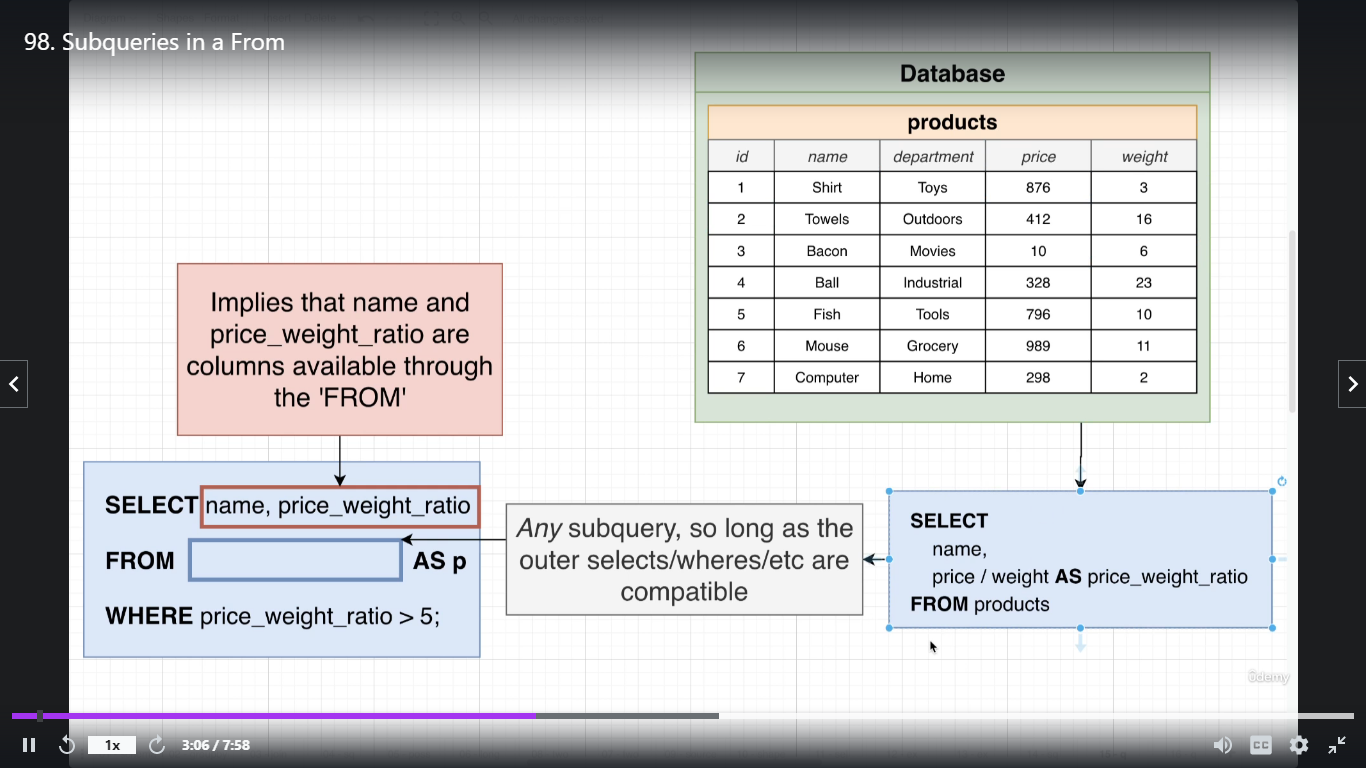 98. Subqueries in a From
Database
products
id name department price weight
1 Shirt Toys 876 3
2 Towels Outdoors 412 16
3 Bacon Movies 10 6
4 Ball Industrial 328 23
5 Fish Tools 796 10
6 Mouse Grocery 989 11
7 Computer Home 298 2
Implies that name and
price_weight_ratio are
columns available through
the 'FROM'
SELECT name, price_weight_ratio
FROM AS p
WHERE price_weight_ratio > 5;
Any subquery, so long as the
outer selects/wheres/etc are
compatible
SELECT
name,
price / weight AS price_weight_ratio
FROM products
ûdemy
1x
3:06 / 7:58
CC